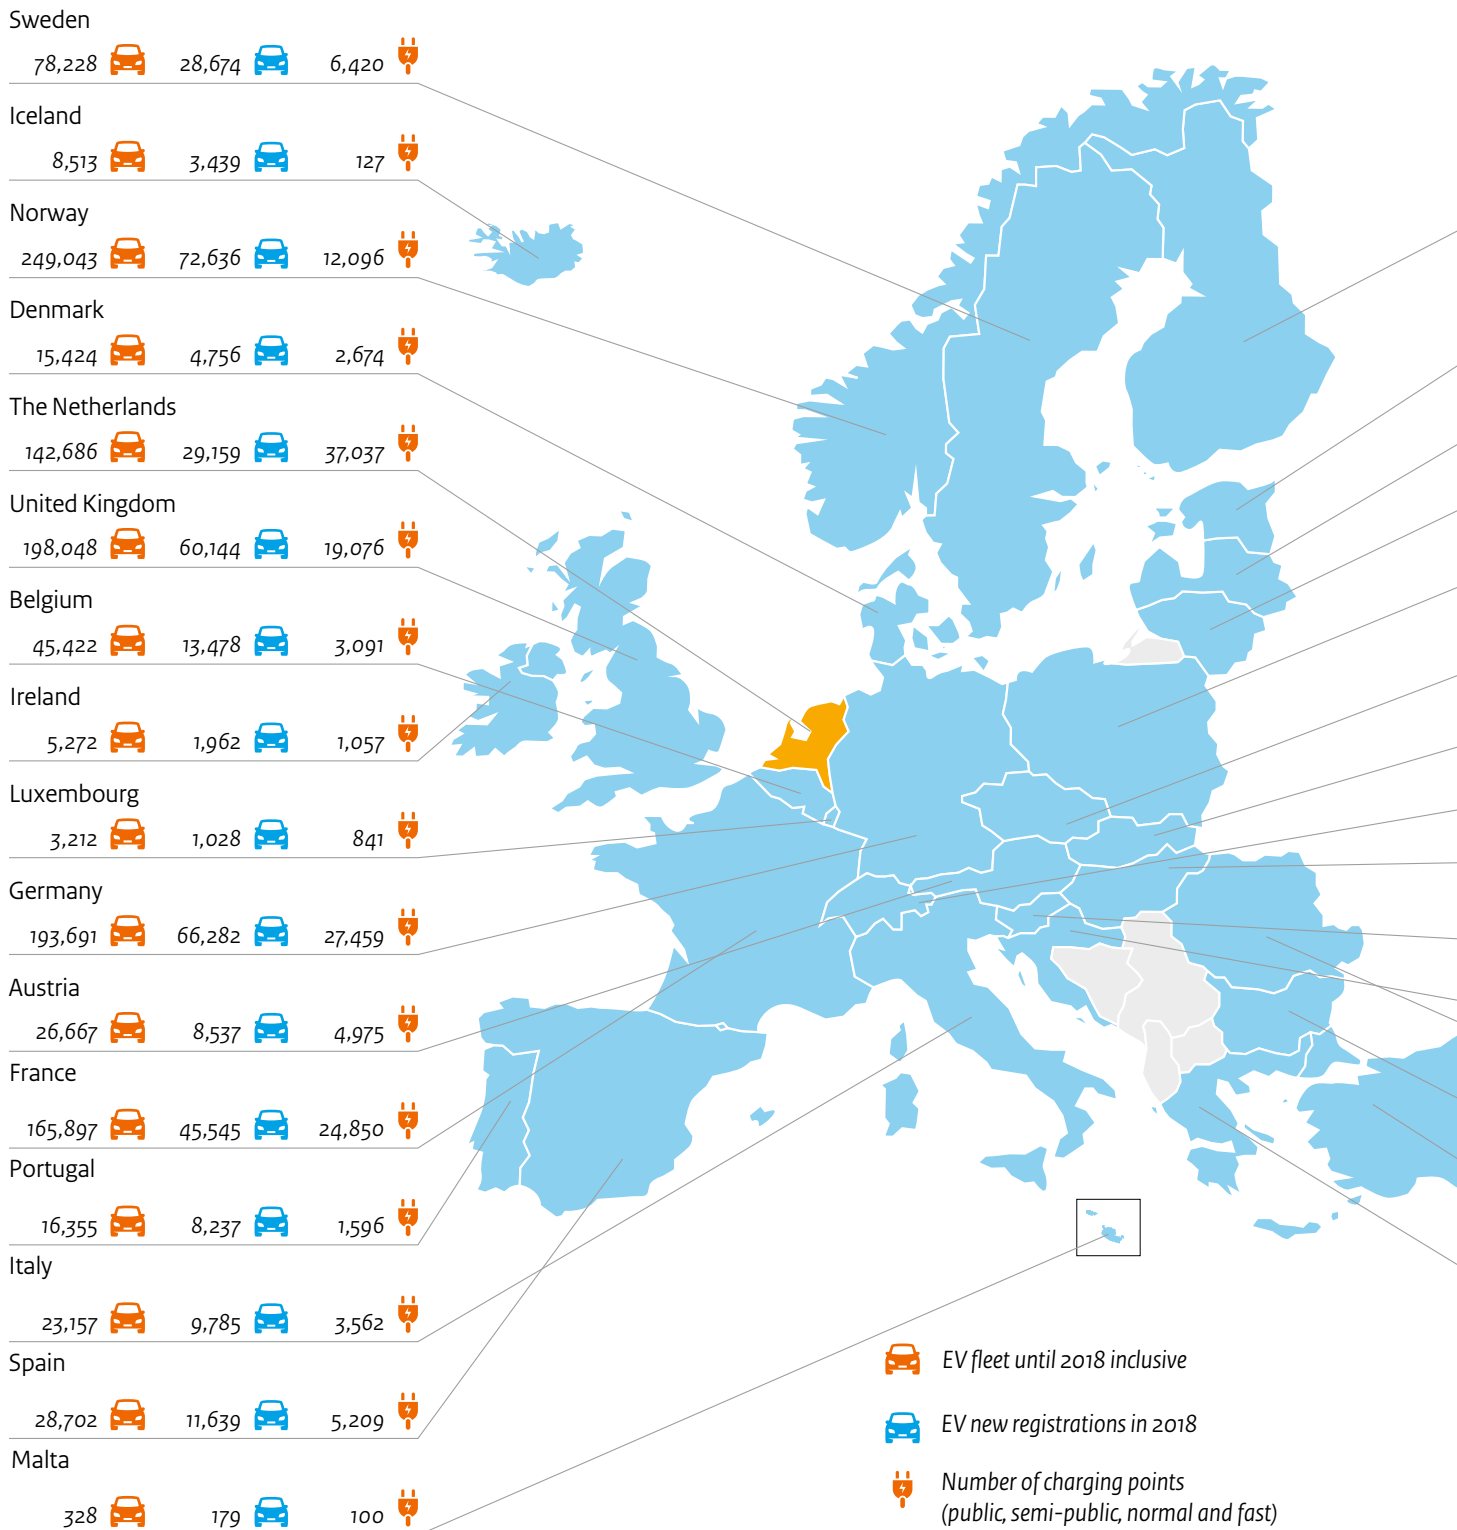 Sweden
78,228 28,674 6,420
Iceland
8,513 3,439 127
Norway
249,043 72,636 12,096
Denmark
15,424 4,756 2,674
The Netherlands
142,686 29,159 37,037
United Kingdom
198,048 60,144 19,076
Belgium
45,422 13,478 3,091
Ireland
5,272 1,962 1,057
Luxembourg
3,212 1,028 841
Germany
193,691 66,282 27,459
Austria
26,667 8,537 4,975
France
165,897 45,545 24,850
Portugal
16,355 8,237 1,596
Italy
23,157 9,785 3,562
Spain
28,702 11,639 5,209
Malta
328 179 100
EV fleet until 2018 inclusive
EV new registrations in 2018
Number of charging points
(public, semi-public, normal and fast)